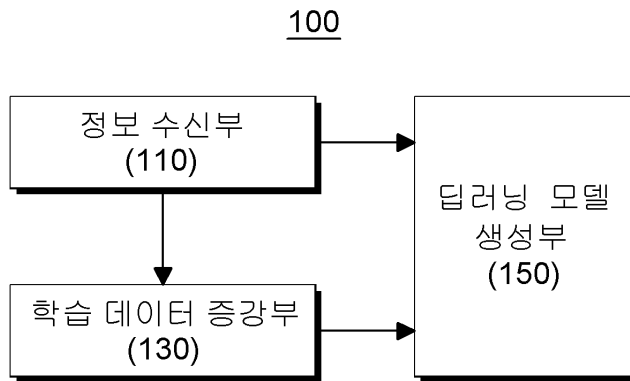 100
정보 수신부
(110)
딥러닝 모델
생성부
(150)
학습 데이터 증강부
(130)